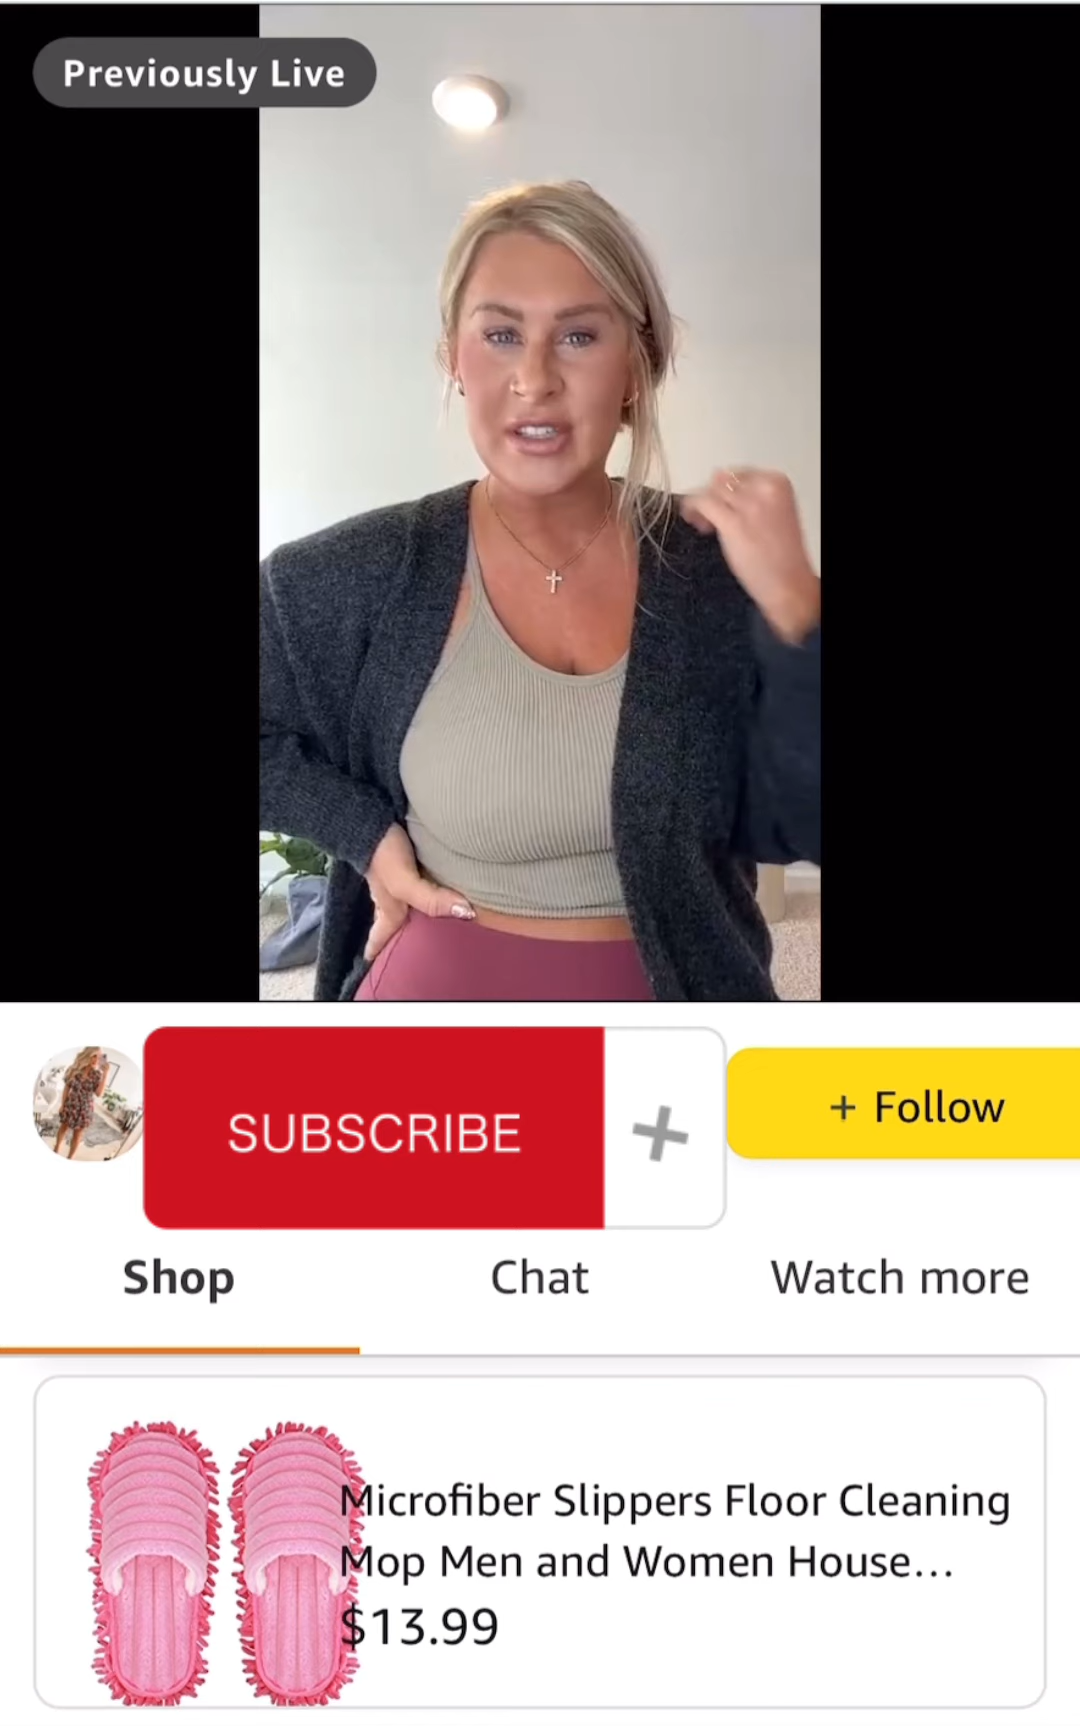 Previously Live
SUBSCRIBE
+ Follow
Shop
Chat
Watch more
Microfiber Slippers Floor Cleaning
Mop Men and Women House...
$13.99